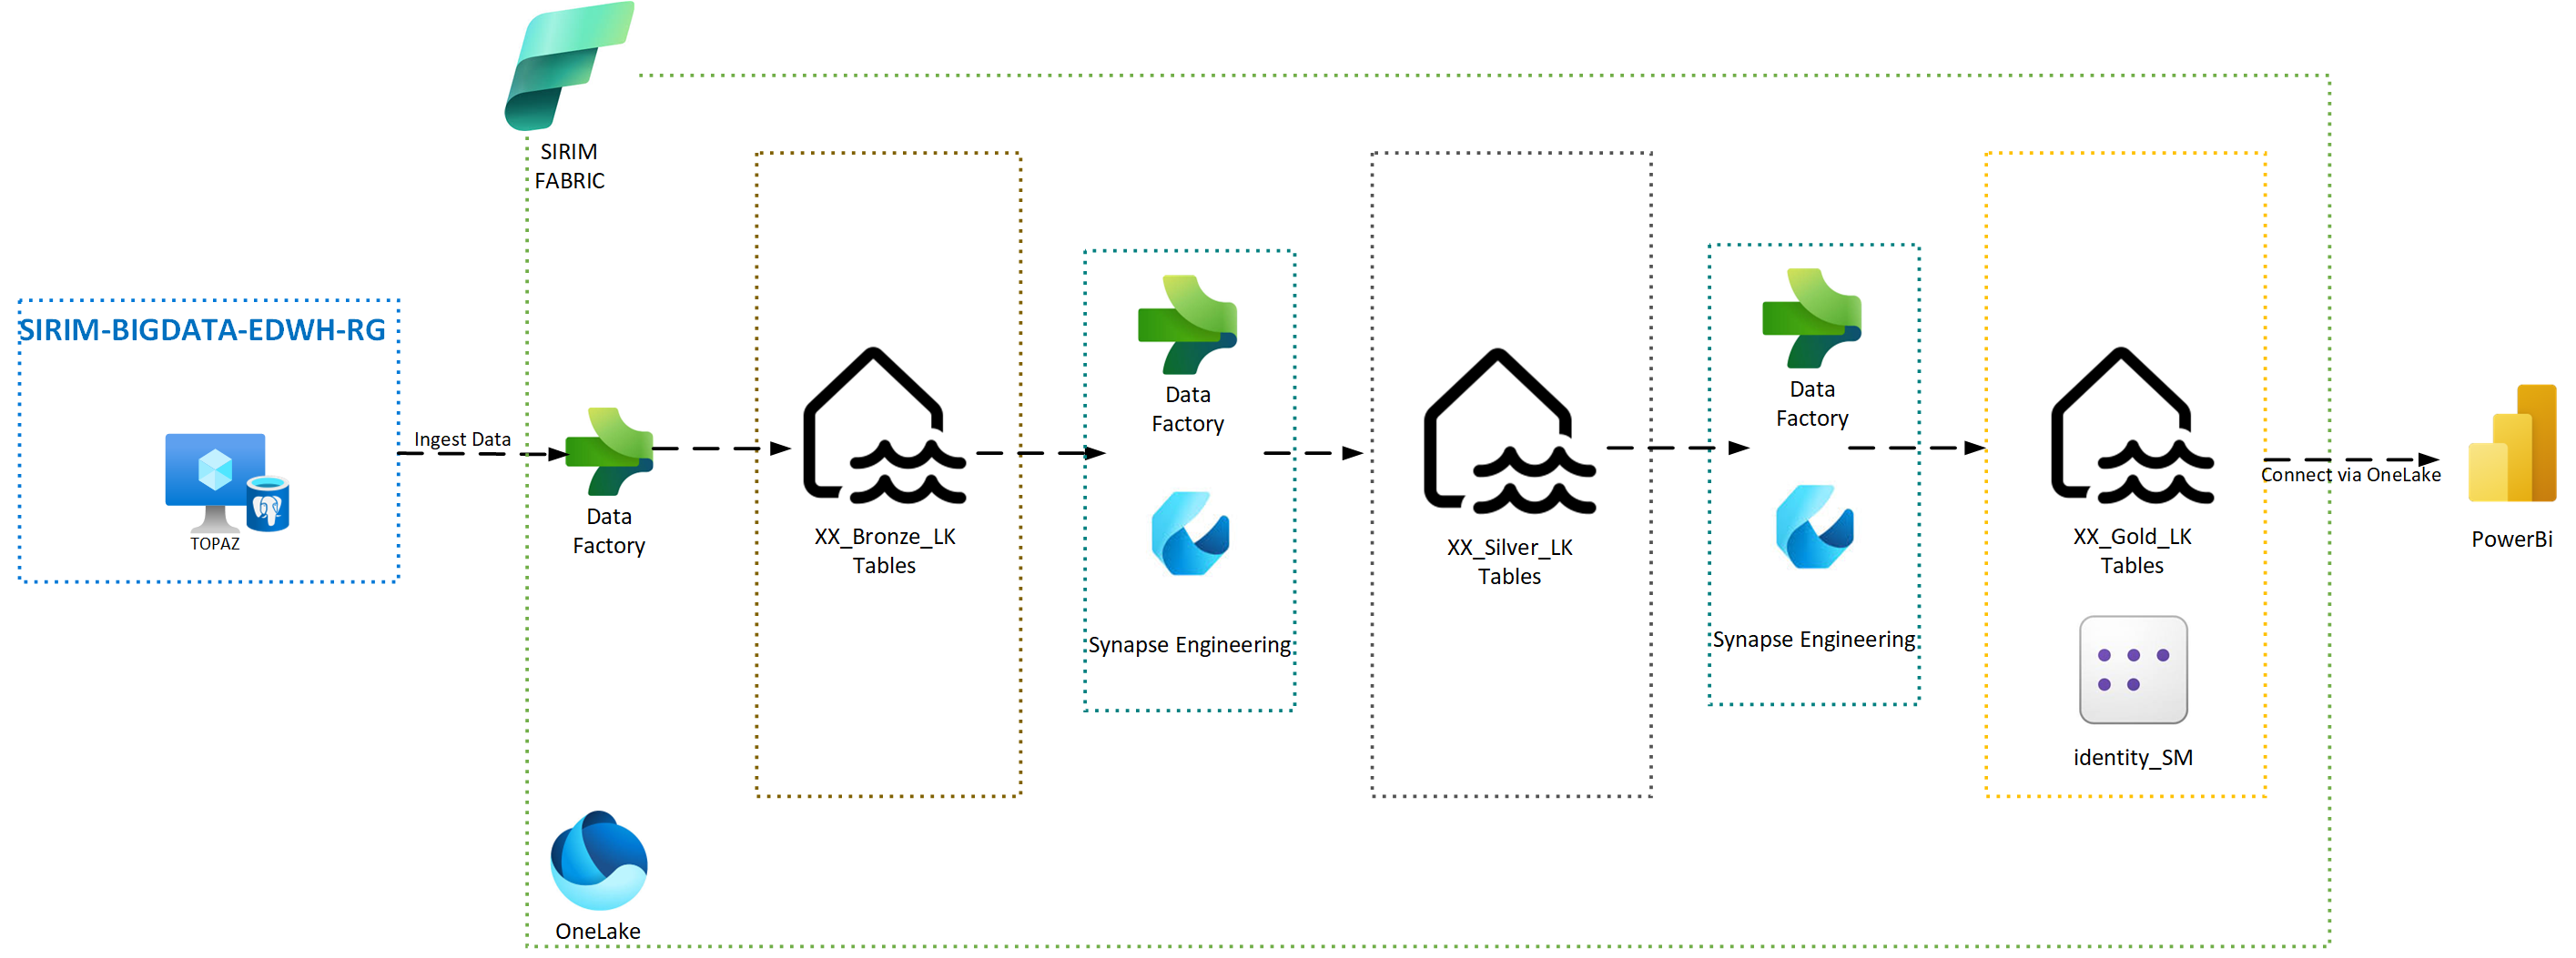 SIRIM
FABRIC
SIRIM-BIGDATA-EDWH-RG
TOPAZ
Ingest Data
Data
Factory
XX_Bronze_LK
Tables
Data
Factory
Synapse Engineering
XX_Silver_LK
Tables
Data
Factory
Synapse Engineering
XX_Gold_LK
Tables
identity_SM
Connect via OneLake
PowerBi
OneLake